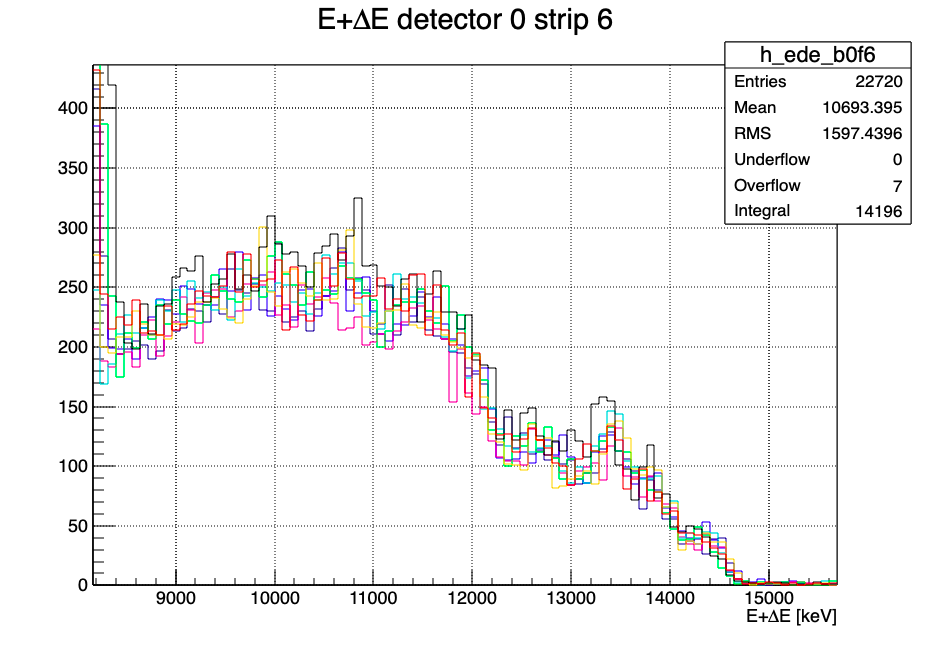 E+ΔE detector 0 strip 6
h_ede_b0f6
Entries 22720
Mean 10693.395
RMS 1597.4396
Underflow 0
Overflow 7
Integral 14196
400
350
300
250
200
150
100
50
0
9000 10000 11000 12000 13000 14000 15000
E+ΔE [keV]